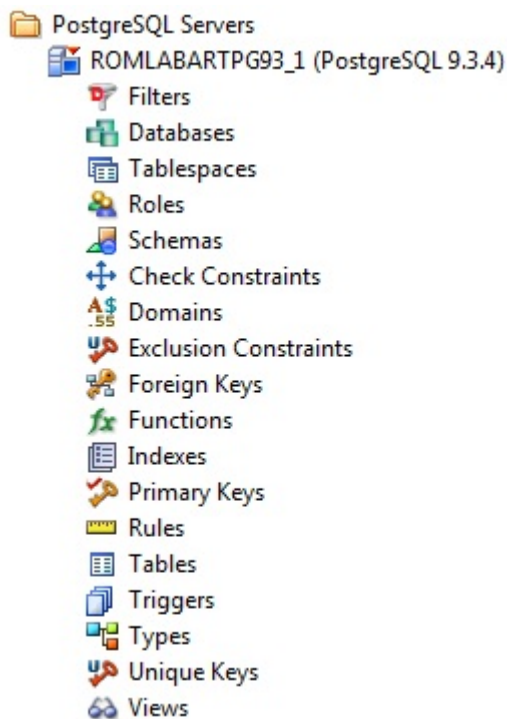 PostgreSQL Servers
ROMLABARTPG93_1 (PostgreSQL 9.3.4)
Filters
Databases
Tablespaces
Roles
Schemas
Check Constraints
Domains
Exclusion Constraints
Foreign Keys
Functions
Indexes
Primary Keys
Rules
Tables
Triggers
Types
Unique Keys
Views